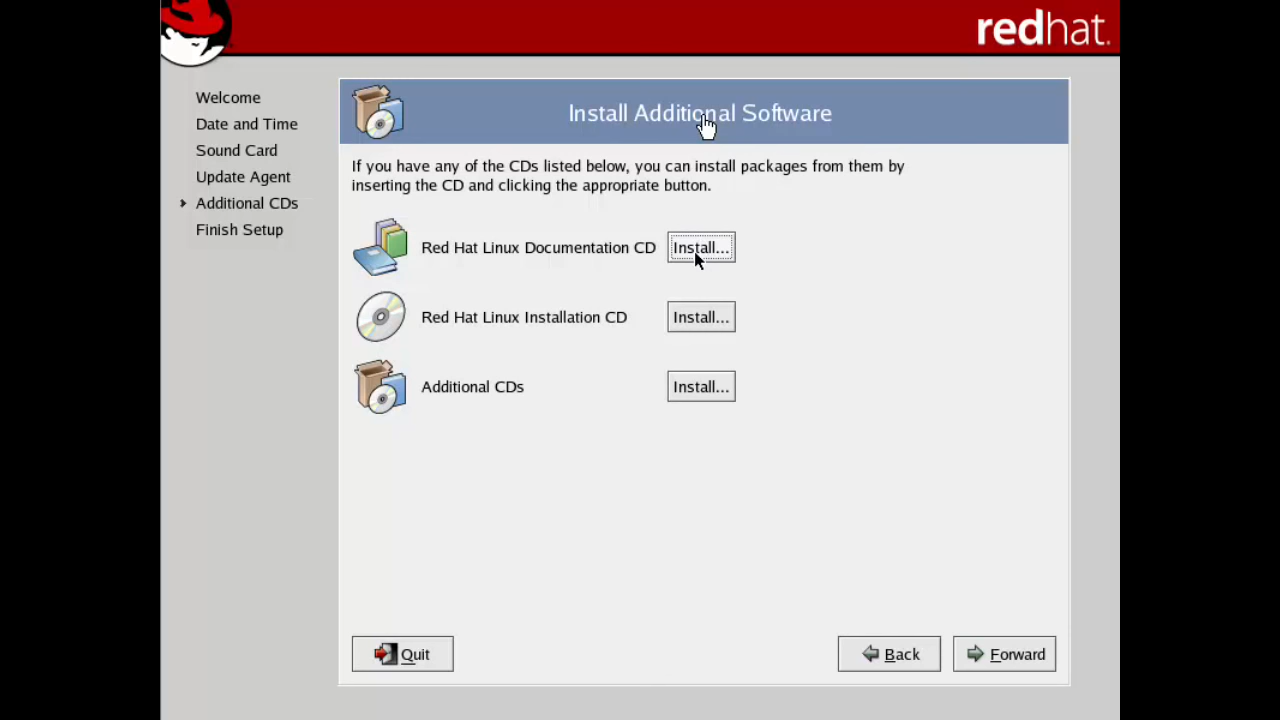 redhat.
Welcome
Date and Time
Sound Card
Update Agent
Additional CDs
Finish Setup
Install Additional Software
If you have any of the CDs listed below, you can install packages from them by
inserting the CD and clicking the appropriate button.
Red Hat Linux Documentation CD Install...
Red Hat Linux Installation CD Install...
Additional CDs Install...
Quit Back Forward